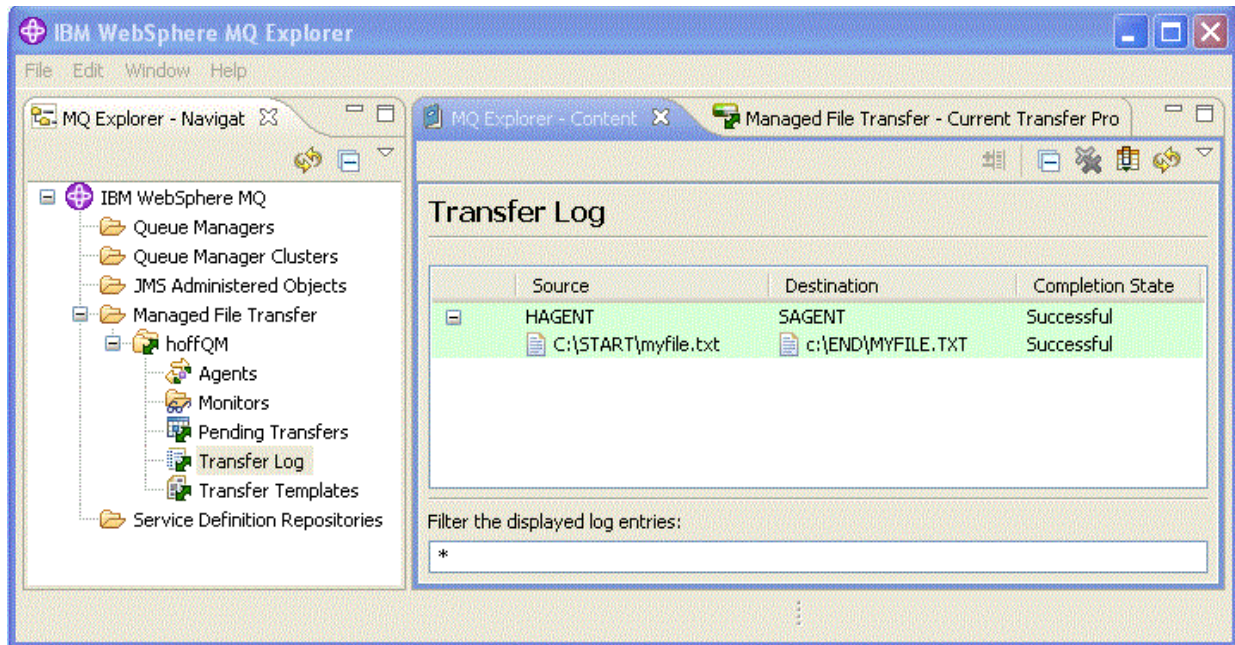 IBM WebSphere MQ Explorer
File Edit Window Help
MQ Explorer - Navigat
IBM WebSphere MQ
Queue Managers
Queue Manager Clusters
JMS Administered Objects
Managed File Transfer
hoffQM
Agents
Monitors
Pending Transfers
Transfer Log
Transfer Templates
Service Definition Repositories
MQ Explorer - Content Managed File Transfer - Current Transfer Pro
Transfer Log
Source Destination Completion State
HAGENT SAGENT Successful
C:\START\myfile.txt c:\END\MYFILE.TXT Successful
Filter the displayed log entries:
*